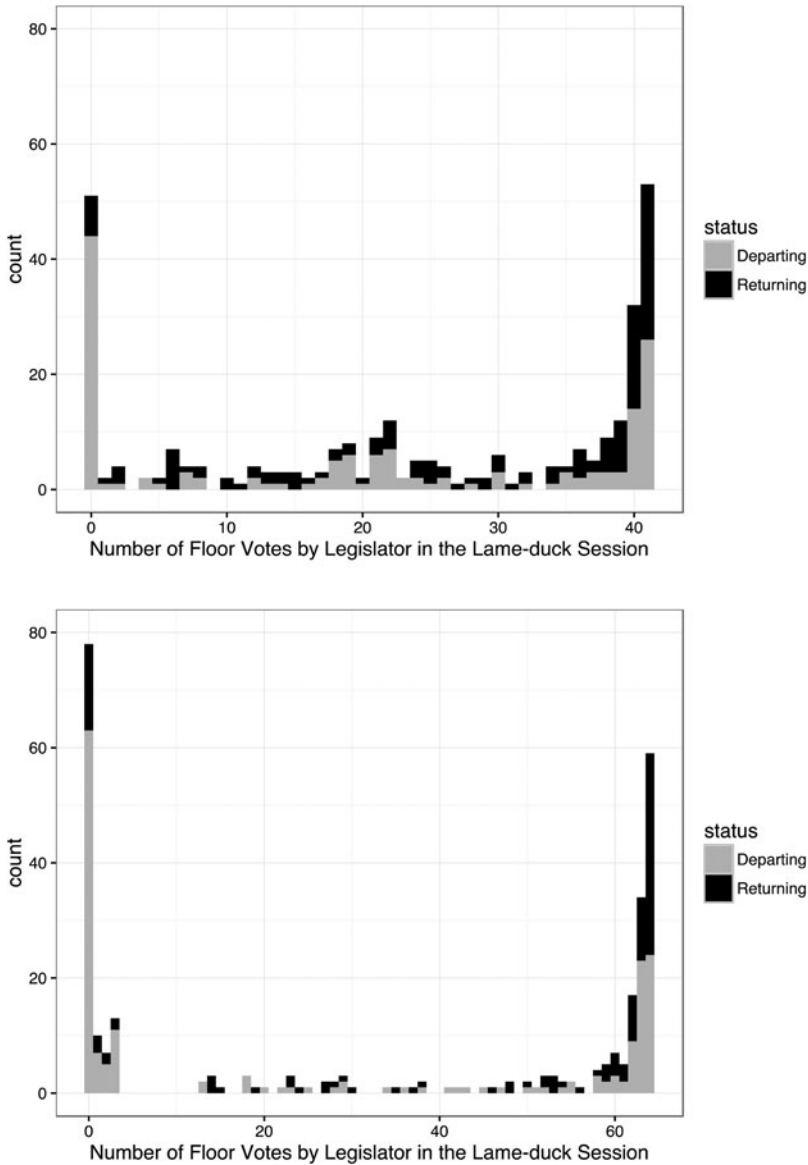 80
60
40
20
0
count
0 10 20 30 40
Number of Floor Votes by Legislator in the Lame-duck Session
status
Departing
Returning
80
60
40
20
0
count
0 20 40 60
Number of Floor Votes by Legislator in the Lame-duck Session
status
Departing
Returning